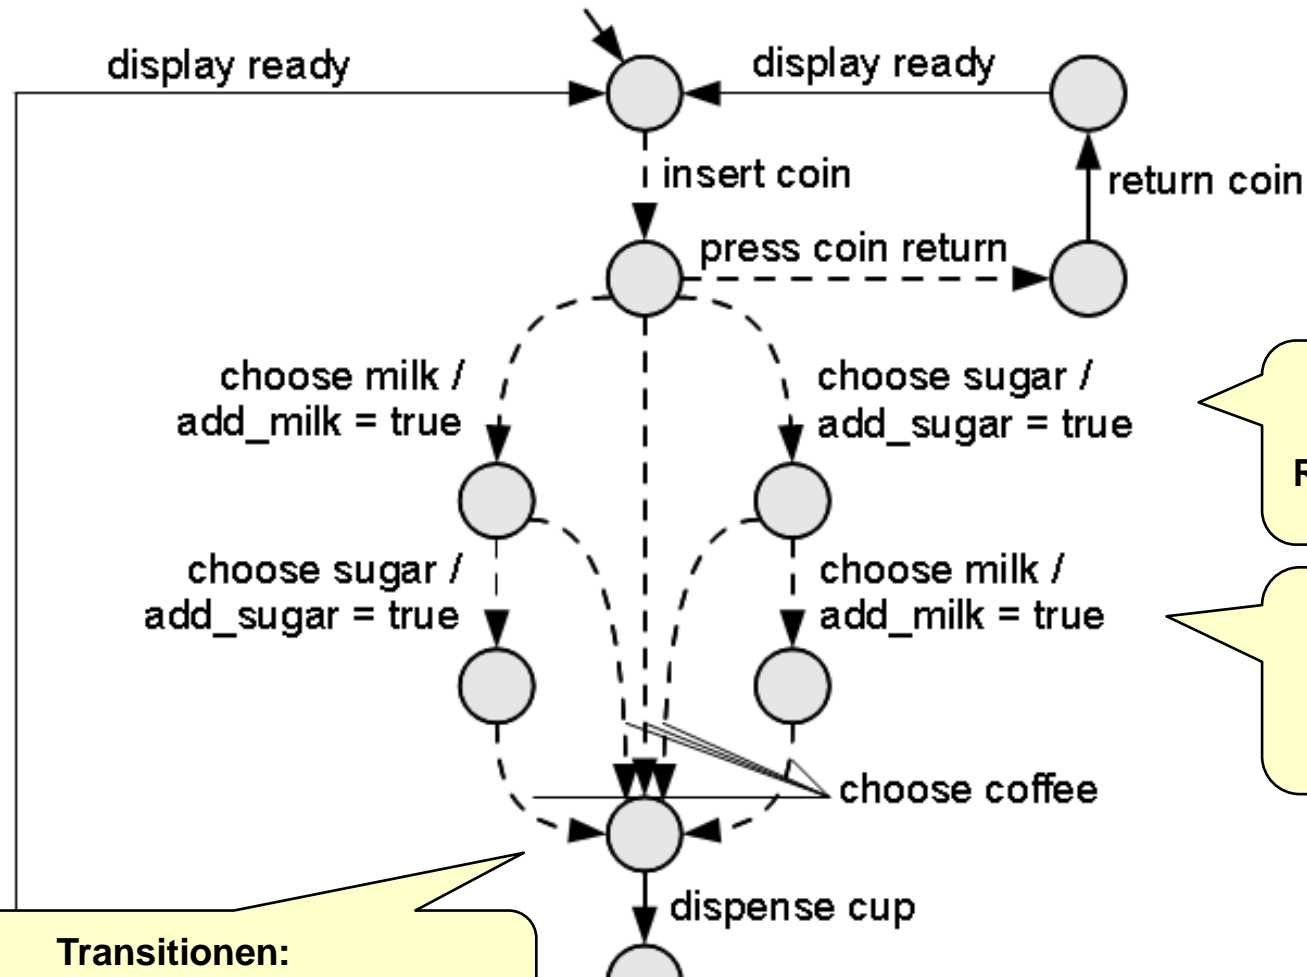 display ready
display ready
insert coin
return coin
press coin return
choose milk /
add_milk = true
choose sugar /
add_sugar = true
R
choose sugar /
add_sugar = true
choose milk /
add_milk = true
choose coffee
dispense cup
Transitionen: